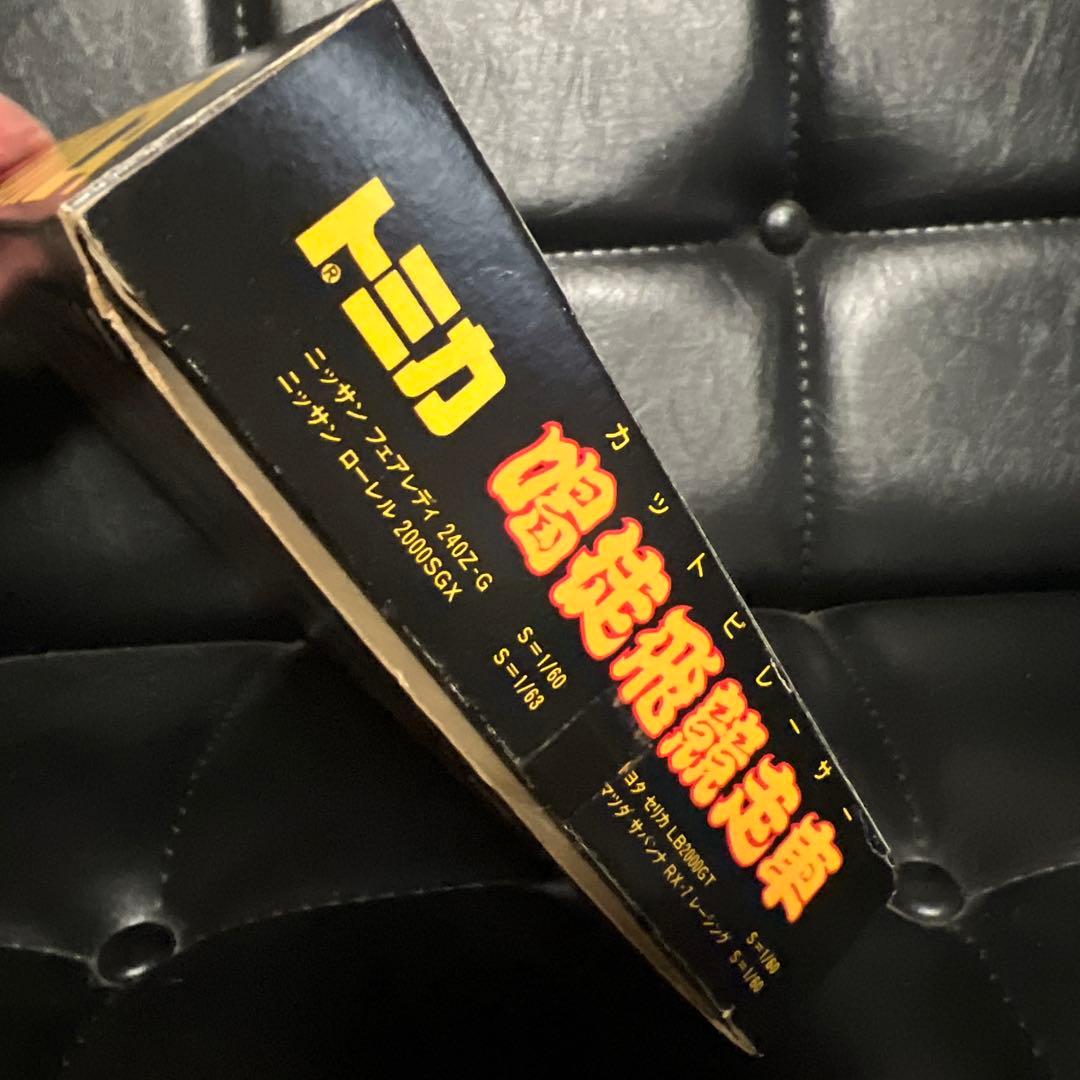 トミカ®
カットビレーサー
喝徒飛競走車
ニッサン フェアレディ 240Z-G S=1/60
ニッサン ローレル 2000SGX S=1/63
トヨタ セリカ LB2000GT S=1/60
マツダ サバンナ RX-7 レーシング S=1/60